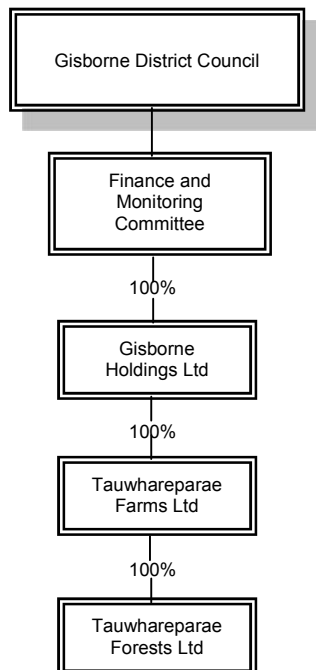 Gisborne District Council
Finance and
Monitoring
Committee
100%
Gisborne
Holdings Ltd
100%
Tauwhareparae
Farms Ltd
100%
Tauwhareparae
Forests Ltd